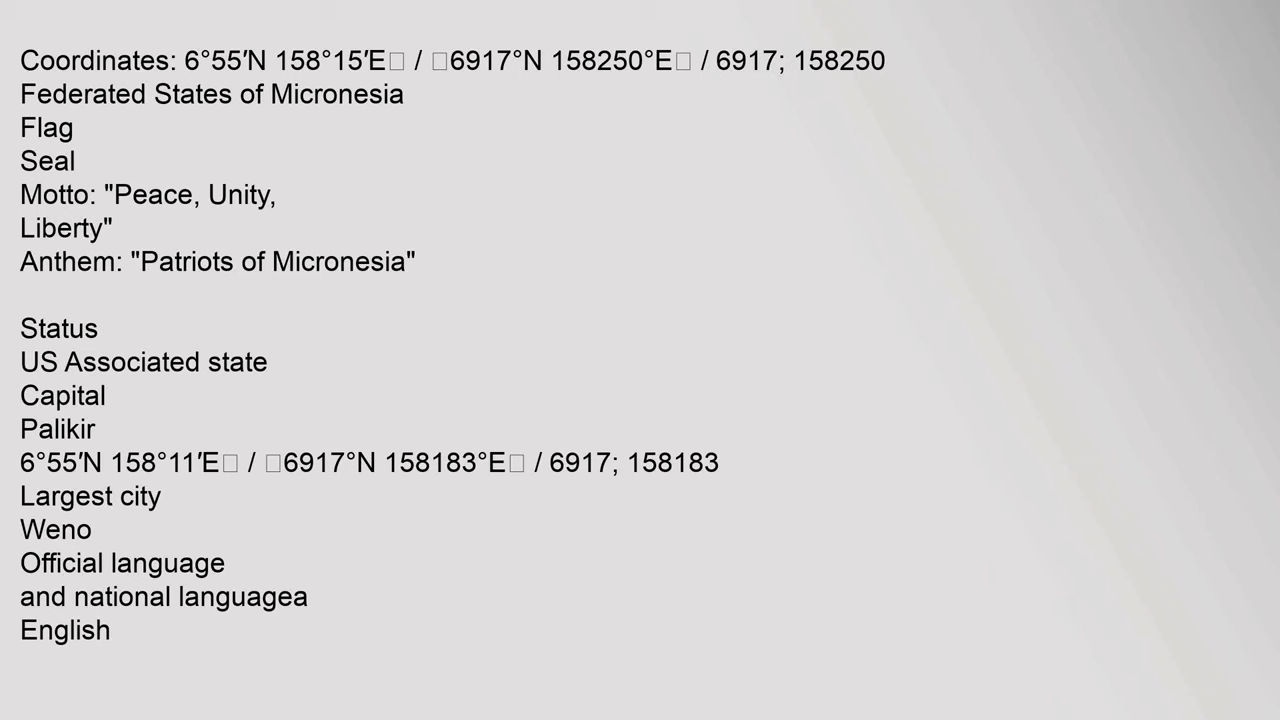 Coordinates: 6°55′N 158°15′E□ / □6917°N 158250°E□ / 6917; 158250
Federated States of Micronesia
Flag
Seal
Motto: "Peace, Unity,
Liberty"
Anthem: "Patriots of Micronesia"
Status
US Associated state
Capital
Palikir
6°55′N 158°11′E□ / □6917°N 158183°E□ / 6917; 158183
Largest city
Weno
Official language
and national languagea
English